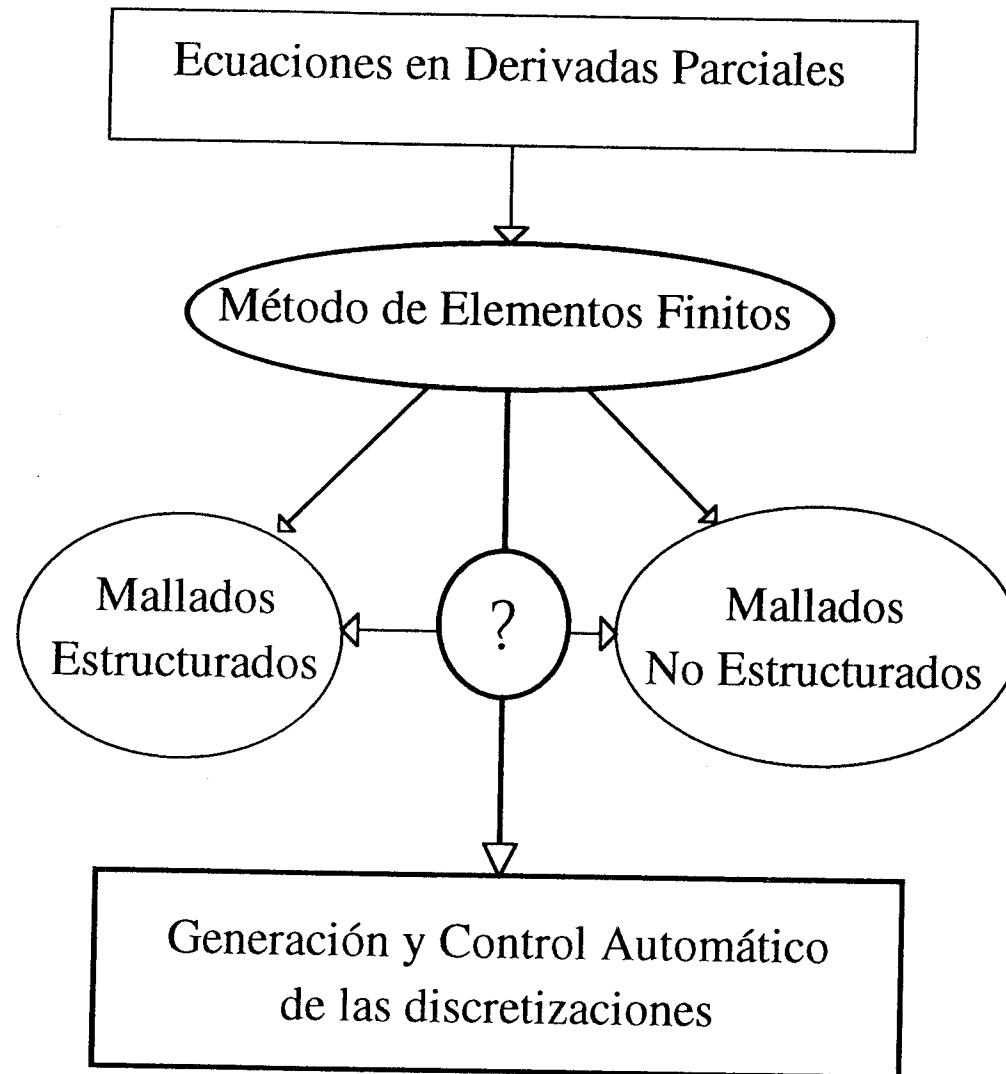 Ecuaciones en Derivadas Parciales
Método de Elementos Finitos
Mallados
Estructurados
?
Mallados
No Estructurados
Generación y Control Automático
de las discretizaciones